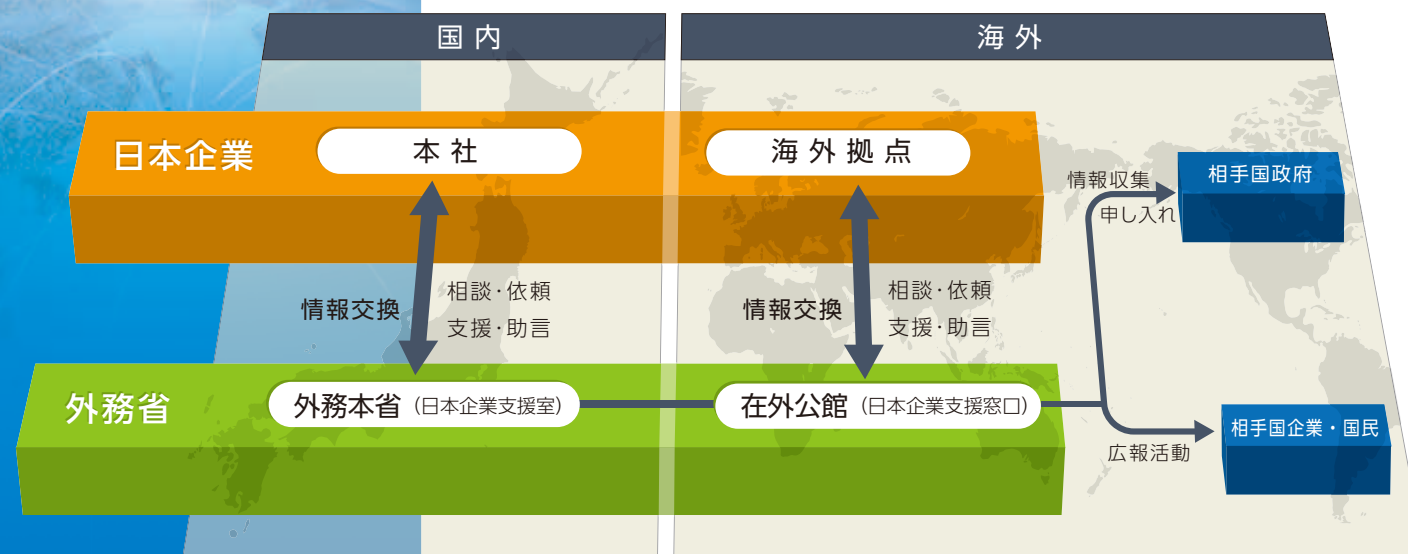 国内
海外
日本企業
本社
海外拠点
情報収集
申し入れ
相手国政府
情報交換
相談・依頼
支援・助言
情報交換
相談・依頼
支援・助言
外務省
外務本省（日本企業支援室）
在外公館（日本企業支援窓口）
相手国企業・国民
広報活動